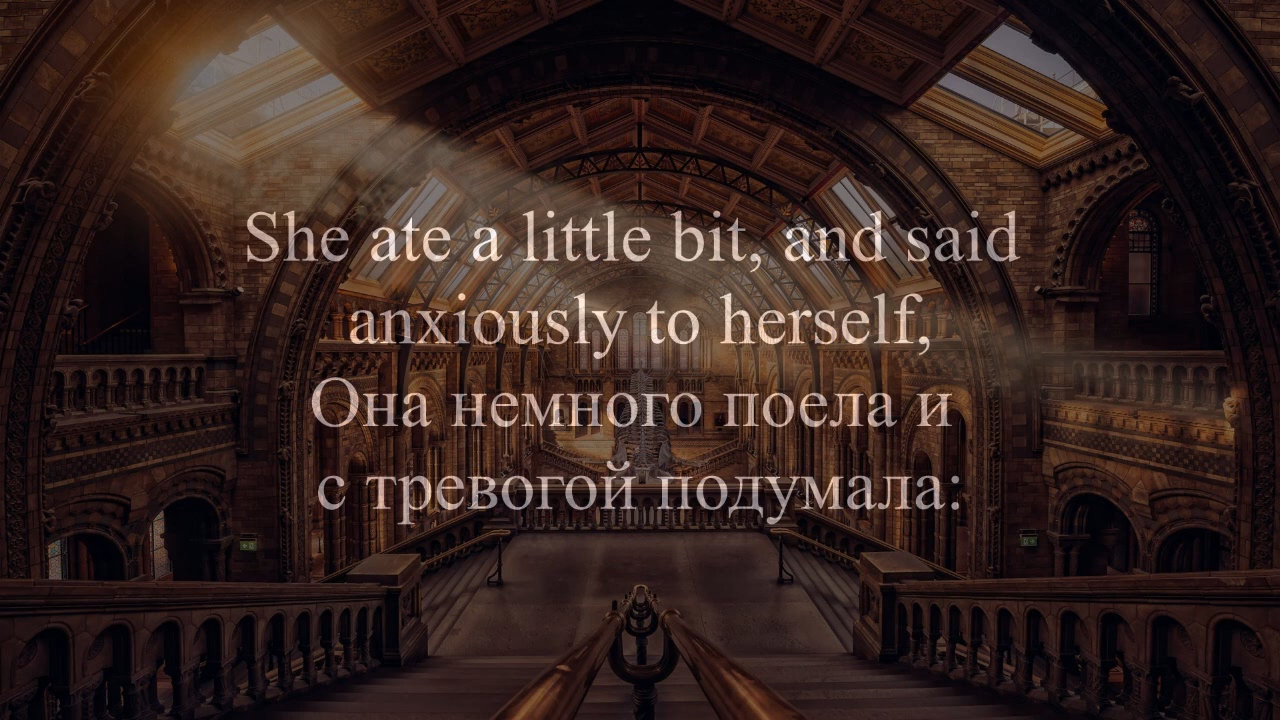 She ate a little bit, and said
anxiously to herself,
Она немного поела и
с тревогой подумала: